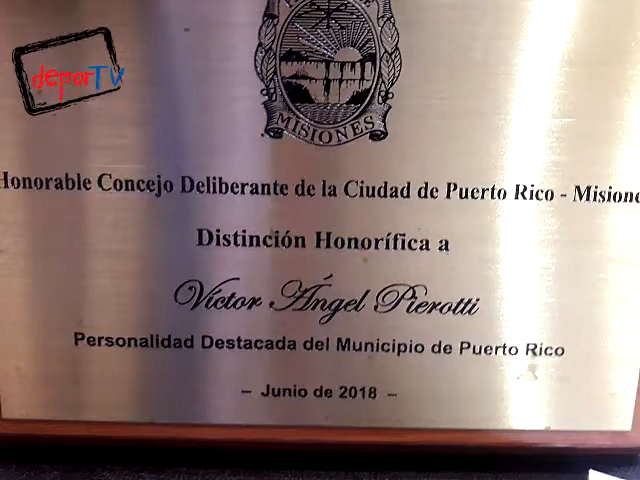 deporTV
MISIONES
Honorable Concejo Deliberante de la Ciudad de Puerto Rico - Misione
Distinción Honorífica a
Víctor Ángel Pierotti
Personalidad Destacada del Municipio de Puerto Rico
– Junio de 2018 –